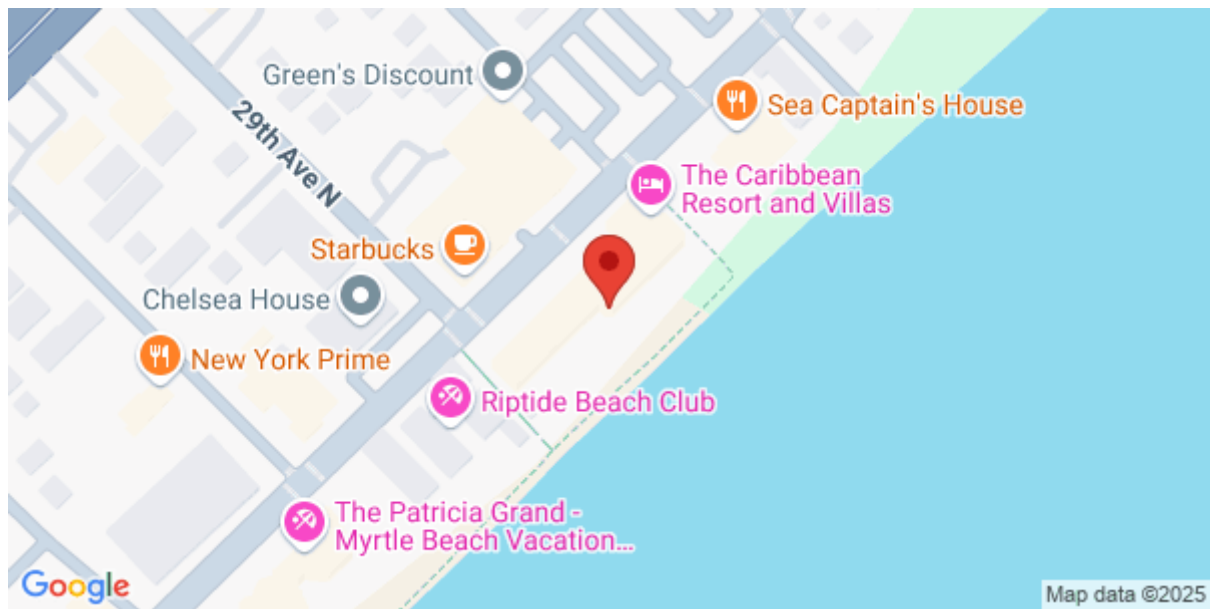 Green's Discount
Sea Captain's House
29th Ave N
The Caribbean
Resort and Villas
Starbucks
Chelsea House
New York Prime
Riptide Beach Club
The Patricia Grand -
Myrtle Beach Vacation...
Google
Map data ©2025